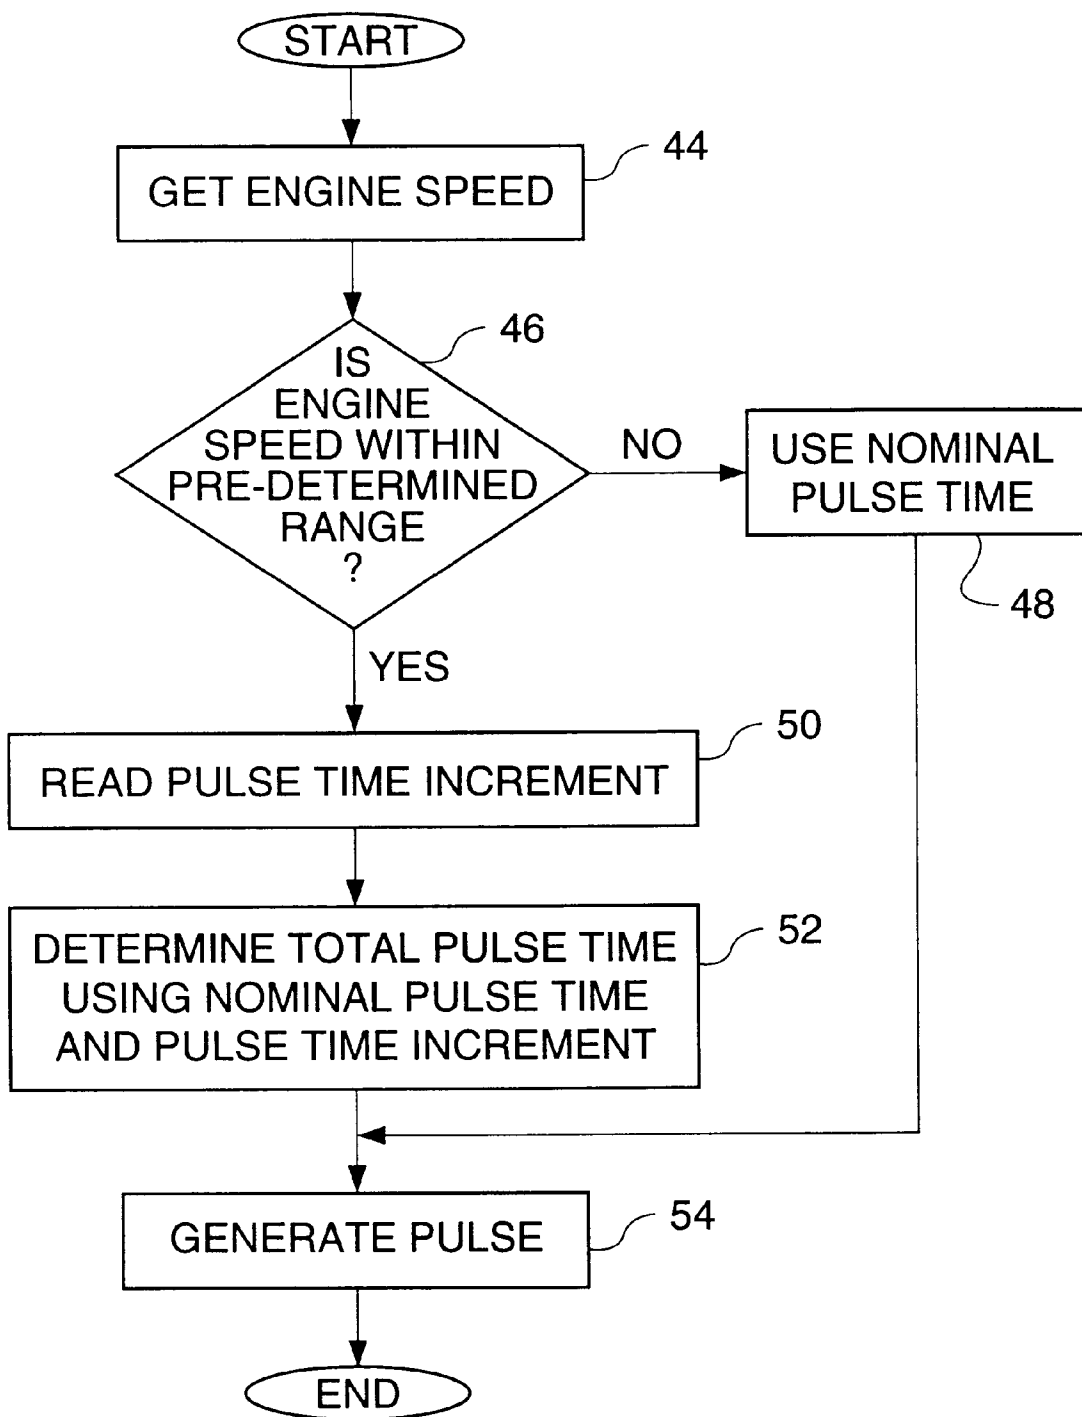 START
44
GET ENGINE SPEED
46
IS
ENGINE
SPEED WITHIN
PRE-DETERMINED
RANGE
?
NO
USE NOMINAL
PULSE TIME
48
YES
50
READ PULSE TIME INCREMENT
52
DETERMINE TOTAL PULSE TIME
USING NOMINAL PULSE TIME
AND PULSE TIME INCREMENT
54
GENERATE PULSE
END